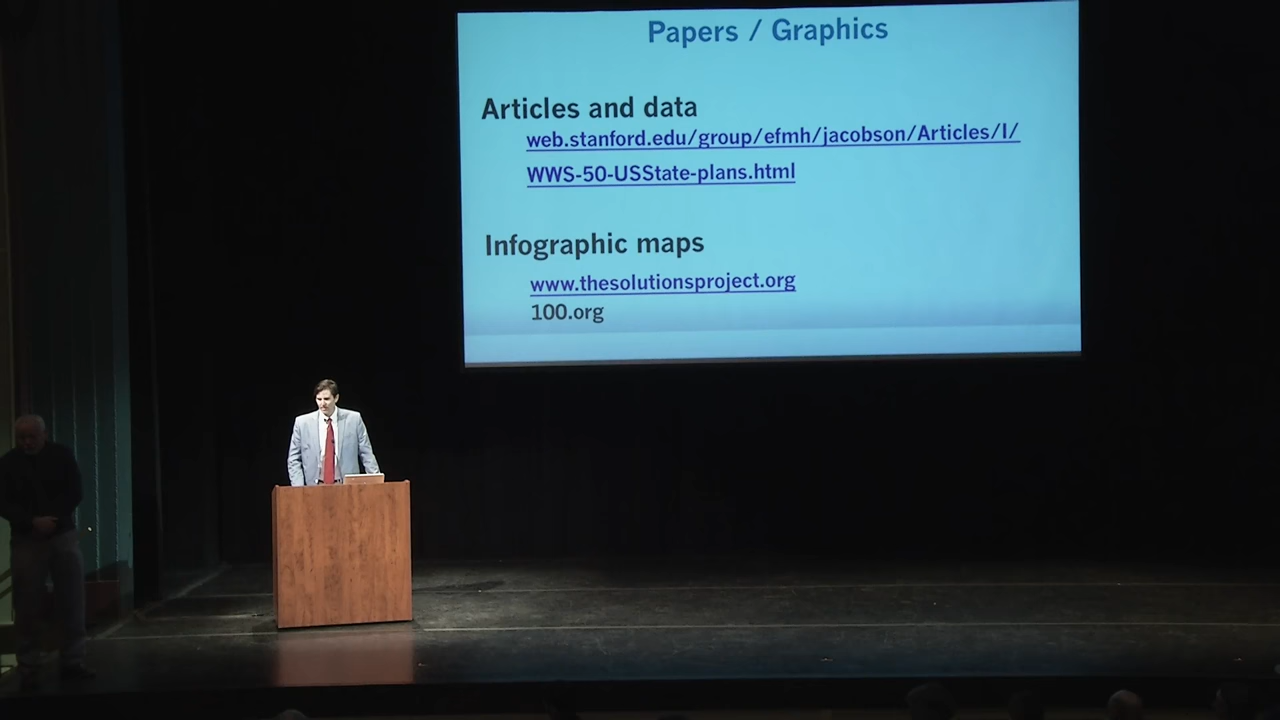 Papers / Graphics
Articles and data
web.stanford.edu/group/efmh/jacobson/Articles/I/
WWS-50-USState-plans.html
Infographic maps
www.thesolutionsproject.org
100.org